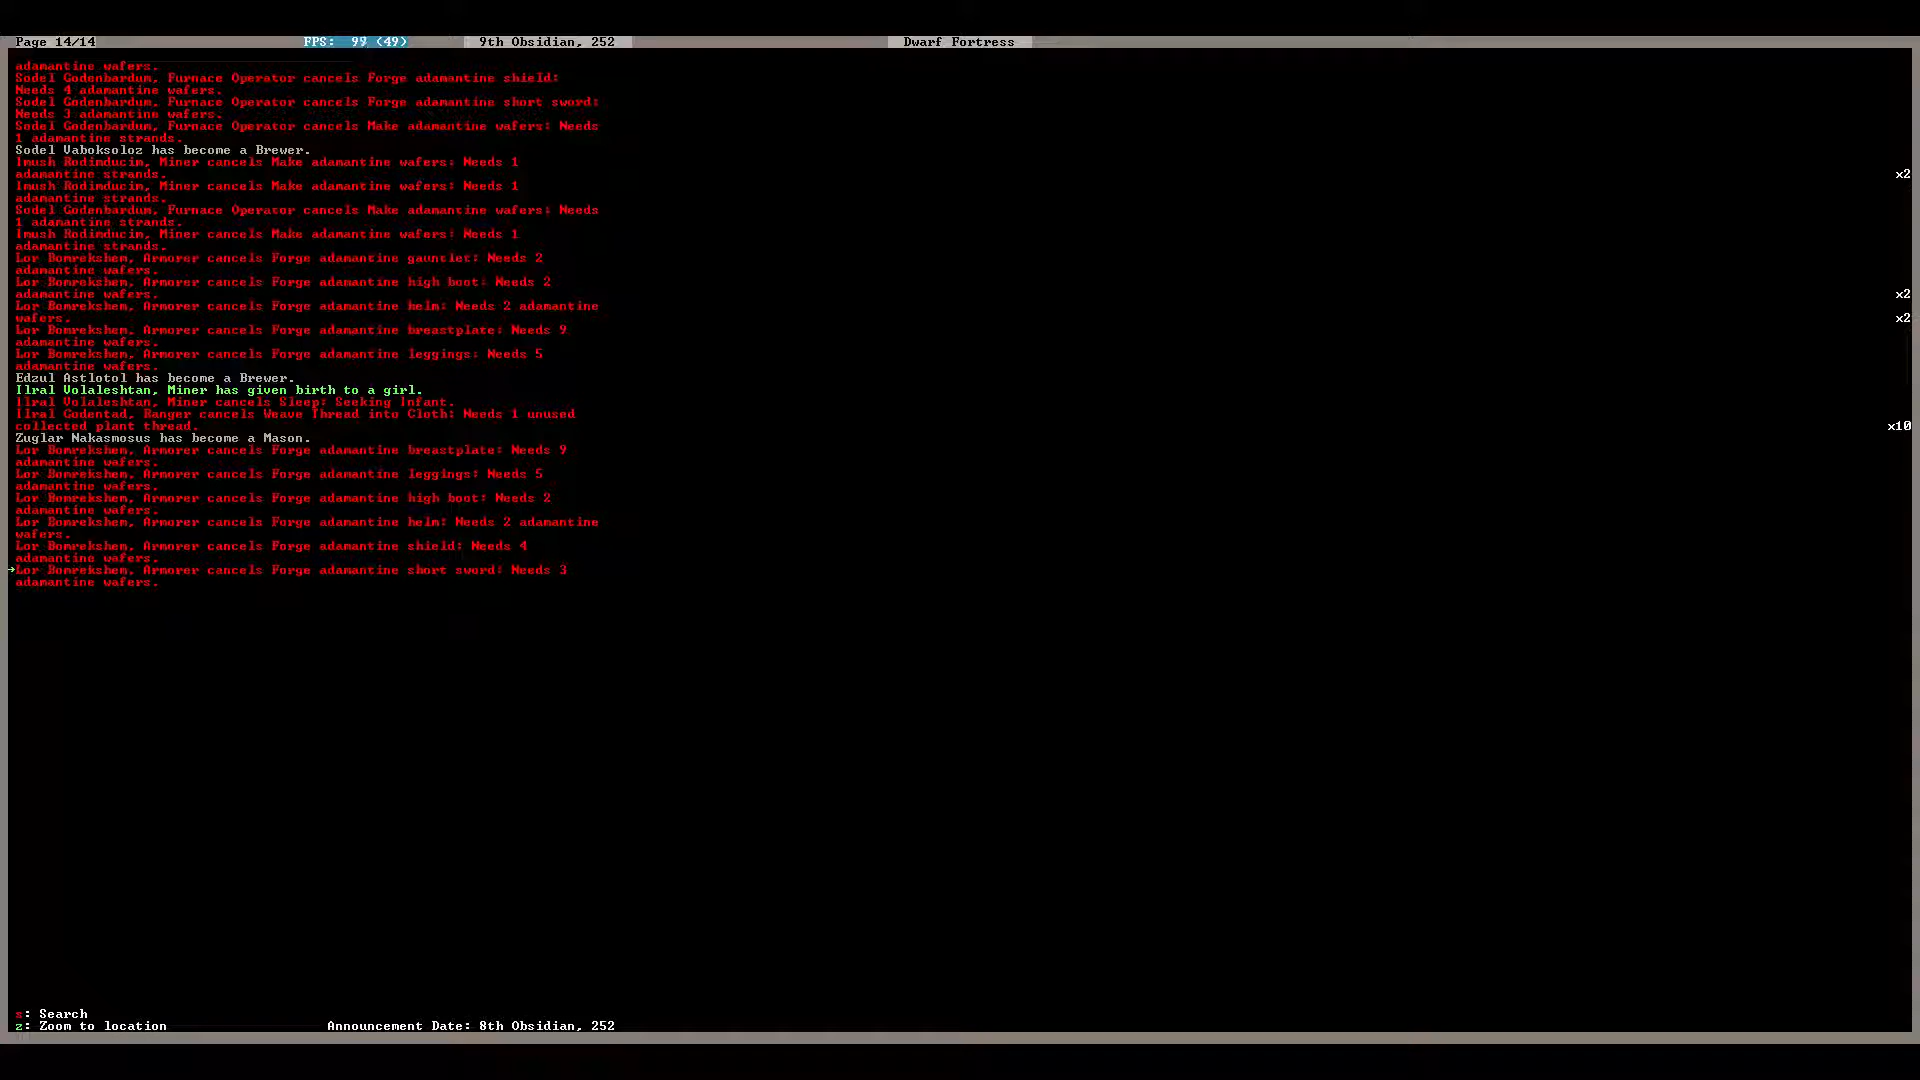 Page 14/14 FPS: 99 (49) 9th Obsidian, 252 Dwarf Fortress
adamantine wafers.
Sodel Godenbardum, Furnace Operator cancels Forge adamantine shield:
Needs 4 adamantine wafers.
Sodel Godenbardum, Furnace Operator cancels Forge adamantine short sword:
Needs 3 adamantine wafers.
Sodel Godenbardum, Furnace Operator cancels Make adamantine wafers: Needs
1 adamantine strands.
Sodel Vaboksoloz has become a Brewer.
Imush Rodimducim, Miner cancels Make adamantine wafers: Needs 1
adamantine strands. x2
Imush Rodimducim, Miner cancels Make adamantine wafers: Needs 1
adamantine strands.
Sodel Godenbardum, Furnace Operator cancels Make adamantine wafers: Needs
1 adamantine strands.
Imush Rodimducim, Miner cancels Make adamantine wafers: Needs 1
adamantine strands.
Lor Bomrekshem, Armorer cancels Forge adamantine gauntlet: Needs 2
adamantine wafers.
Lor Bomrekshem, Armorer cancels Forge adamantine high boot: Needs 2
adamantine wafers. x2
Lor Bomrekshem, Armorer cancels Forge adamantine helm: Needs 2 adamantine
wafers. x2
Lor Bomrekshem, Armorer cancels Forge adamantine breastplate: Needs 9
adamantine wafers.
Lor Bomrekshem, Armorer cancels Forge adamantine leggings: Needs 5
adamantine wafers.
Edzul Astlotol has become a Brewer.
Ilral Volaleshtan, Miner has given birth to a girl.
Ilral Volaleshtan, Miner cancels Sleep: Seeking Infant.
Ilral Godentad, Ranger cancels Weave Thread into Cloth: Needs 1 unused
collected plant thread. x10
Zuglar Nakasmosus has become a Mason.
Lor Bomrekshem, Armorer cancels Forge adamantine breastplate: Needs 9
adamantine wafers.
Lor Bomrekshem, Armorer cancels Forge adamantine leggings: Needs 5
adamantine wafers.
Lor Bomrekshem, Armorer cancels Forge adamantine high boot: Needs 2
adamantine wafers.
Lor Bomrekshem, Armorer cancels Forge adamantine helm: Needs 2 adamantine
wafers.
Lor Bomrekshem, Armorer cancels Forge adamantine shield: Needs 4
adamantine wafers.
→Lor Bomrekshem, Armorer cancels Forge adamantine short sword: Needs 3
adamantine wafers.
s: Search
z: Zoom to location Announcement Date: 8th Obsidian, 252